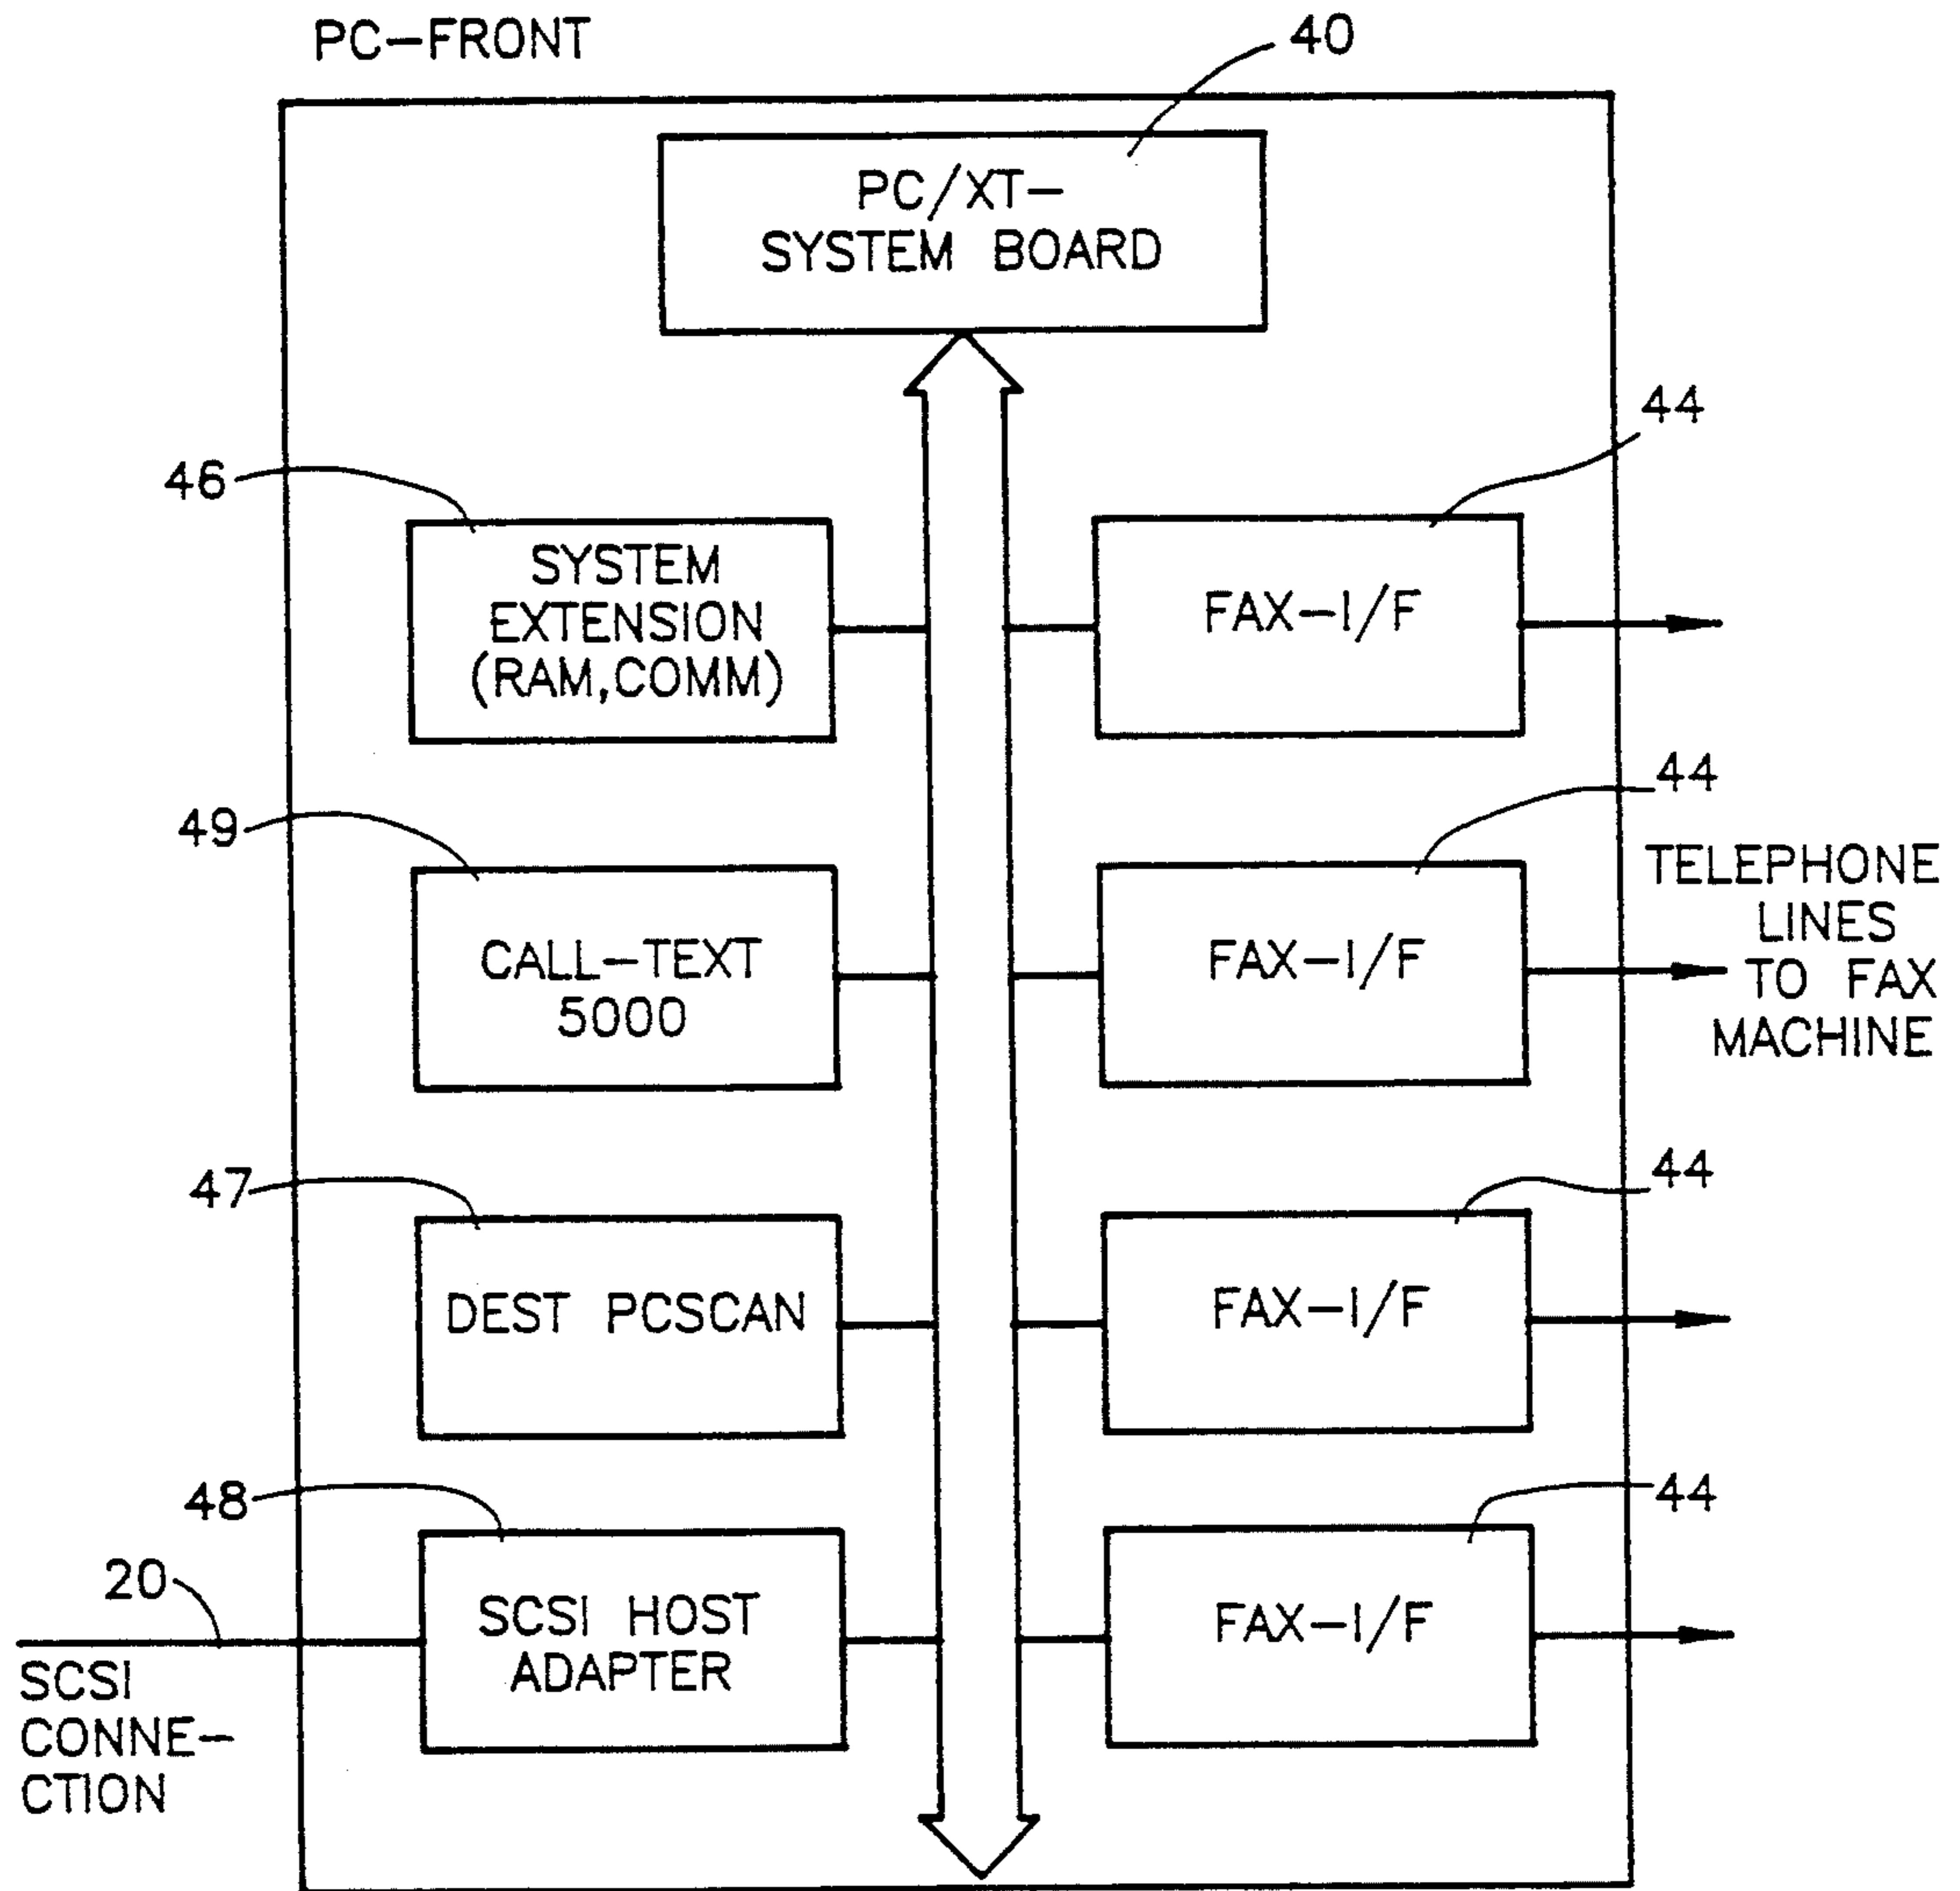 PC-FRONT
40
PC/XT-
SYSTEM BOARD
44
46
SYSTEM
EXTENSION
(RAM,COMM)
FAX-I/F
44
49
CALL-TEXT
5000
FAX-I/F
TELEPHONE
LINES
TO FAX
MACHINE
44
47
DEST PCSCAN
FAX-I/F
44
48
20
SCSI HOST
ADAPTER
FAX-I/F
SCSI
CONNE-
CTION